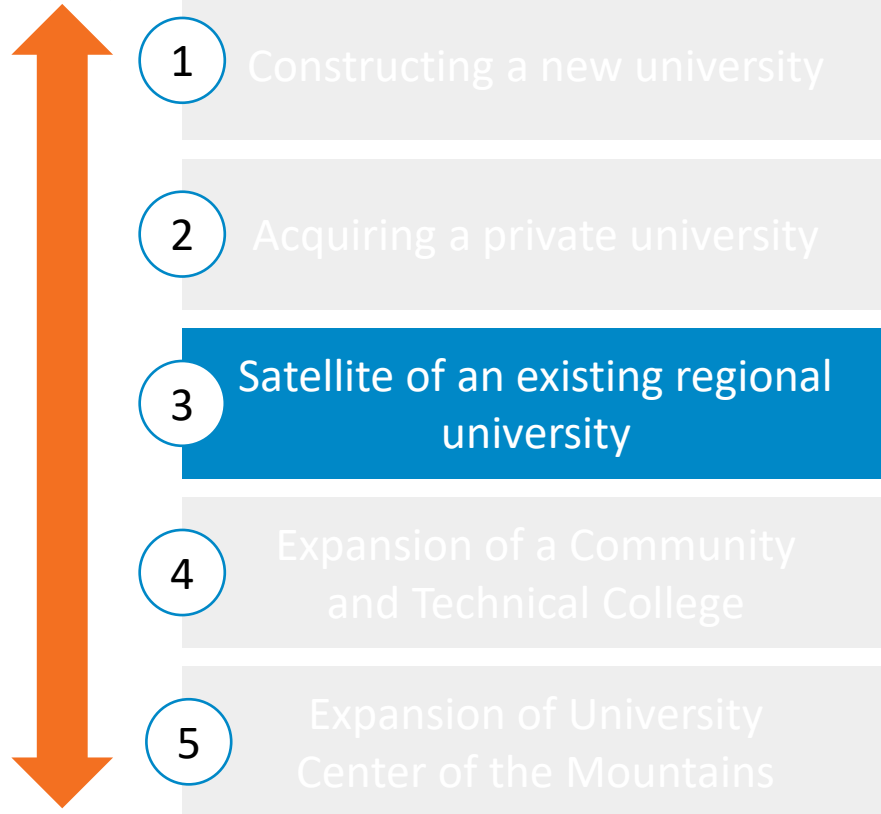 1
Constructing a new university
2
Acquiring a private university
3
Satellite of an existing regional
university
4
Expansion of a Community
and Technical College
5
Expansion of University
Center of the Mountains